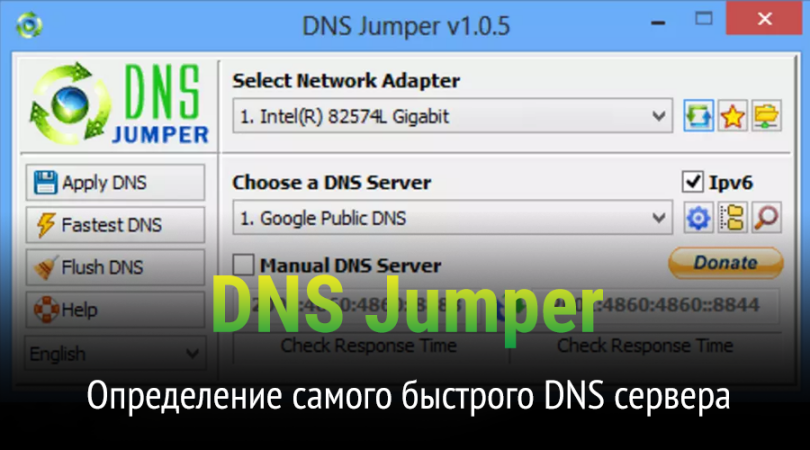 DNS Jumper v1.0.5
DNS
JUMPER
Select Network Adapter
1. Intel(R) 82574L Gigabit
Apply DNS
Fastest DNS
Flush DNS
Help
English
Choose a DNS Server
Ipv6
1. Google Public DNS
Manual DNS Server
Donate
:4860:4860::8844
DNS Jumper
Check Response Time
Check Response Time
Определение самого быстрого DNS сервера